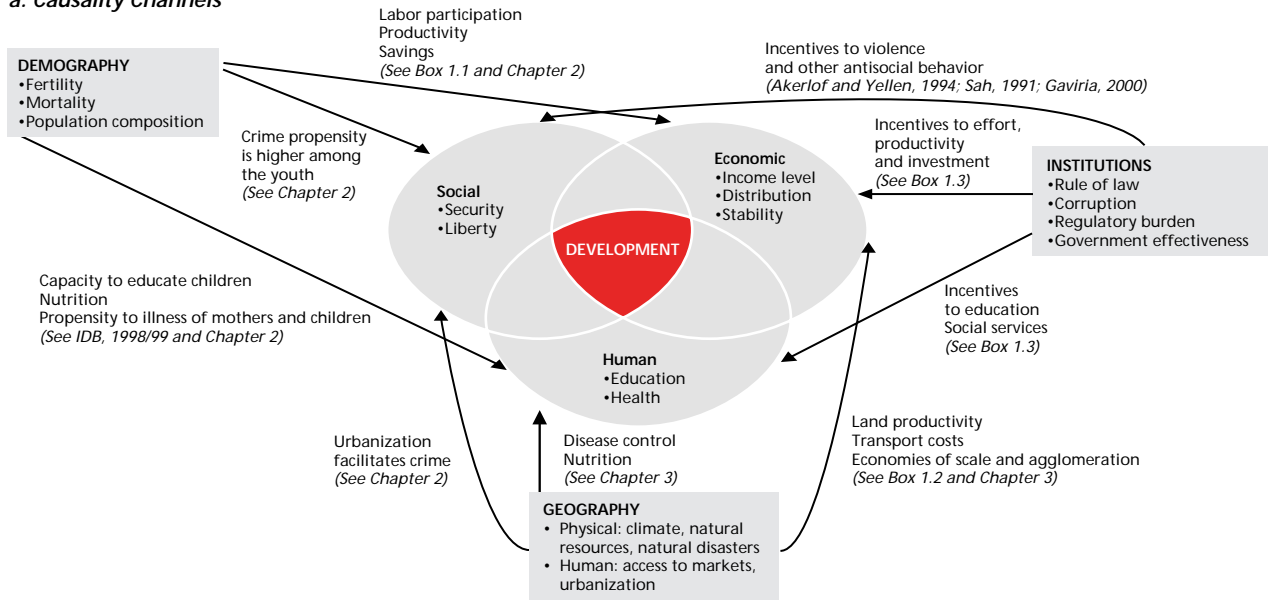 a. Causality Channels
Labor participation
Productivity
Savings
(See Box 1.1 and Chapter 2)
Incentives to violence
and other antisocial behavior
(Akerlof and Yellen, 1994; Sah, 1991; Gaviria, 2000)
DEMOGRAPHY
•Fertility
•Mortality
•Population composition
Crime propensity
is higher among
the youth
(See Chapter 2)
Incentives to effort,
productivity
and investment
(See Box 1.3)
INSTITUTIONS
•Rule of law
•Corruption
•Regulatory burden
•Government effectiveness
Social
•Security
•Liberty
Economic
•Income level
•Distribution
•Stability
DEVELOPMENT
Capacity to educate children
Nutrition
Propensity to illness of mothers and children
(See IDB, 1998/99 and Chapter 2)
Incentives
to education
Social services
(See Box 1.3)
Human
•Education
•Health
Urbanization
facilitates crime
(See Chapter 2)
Disease control
Nutrition
(See Chapter 3)
Land productivity
Transport costs
Economies of scale and agglomeration
(See Box 1.2 and Chapter 3)
GEOGRAPHY
• Physical: climate, natural
resources, natural disasters
• Human: access to markets,
urbanization